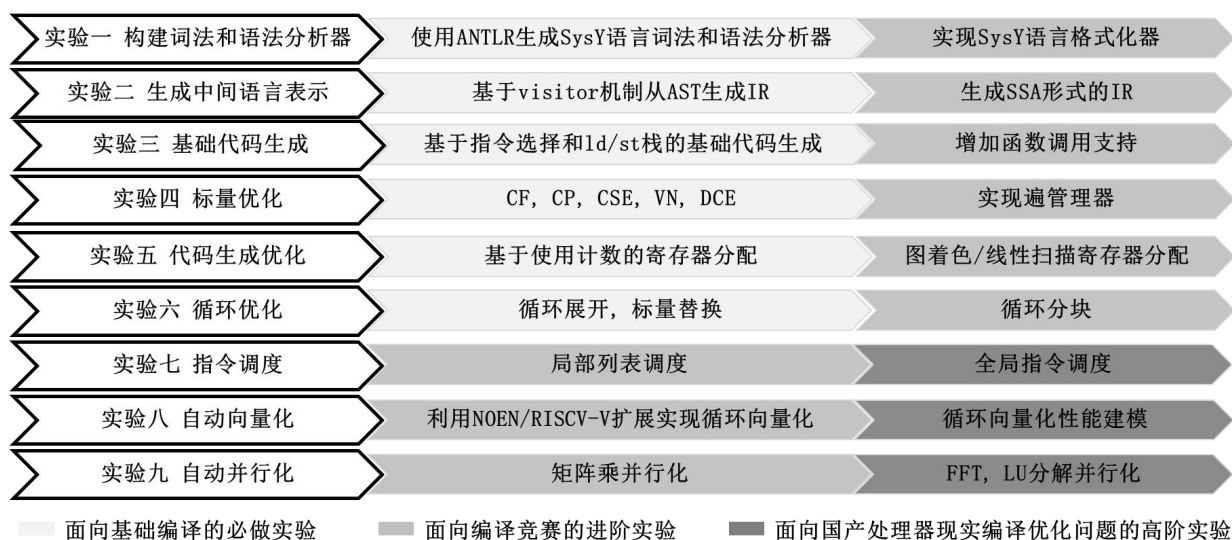 实验一 构建词法和语法分析器 使用ANTLR生成SysY语言词法和语法分析器 实现SysY语言格式化器
实验二 生成中间语言表示 基于visitor机制从AST生成IR 生成SSA形式的IR
实验三 基础代码生成 基于指令选择和ld/st栈的基础代码生成 增加函数调用支持
实验四 标量优化 CF, CP, CSE, VN, DCE 实现遍管理器
实验五 代码生成优化 基于使用计数的寄存器分配 图着色/线性扫描寄存器分配
实验六 循环优化 循环展开, 标量替换 循环分块
实验七 指令调度 局部列表调度 全局指令调度
实验八 自动向量化 利用NOEN/RISCV-V扩展实现循环向量化 循环向量化性能建模
实验九 自动并行化 矩阵乘并行化 FFT, LU分解并行化
面向基础编译的必做实验 面向编译竞赛的进阶实验 面向国产处理器现实编译优化问题的高阶实验